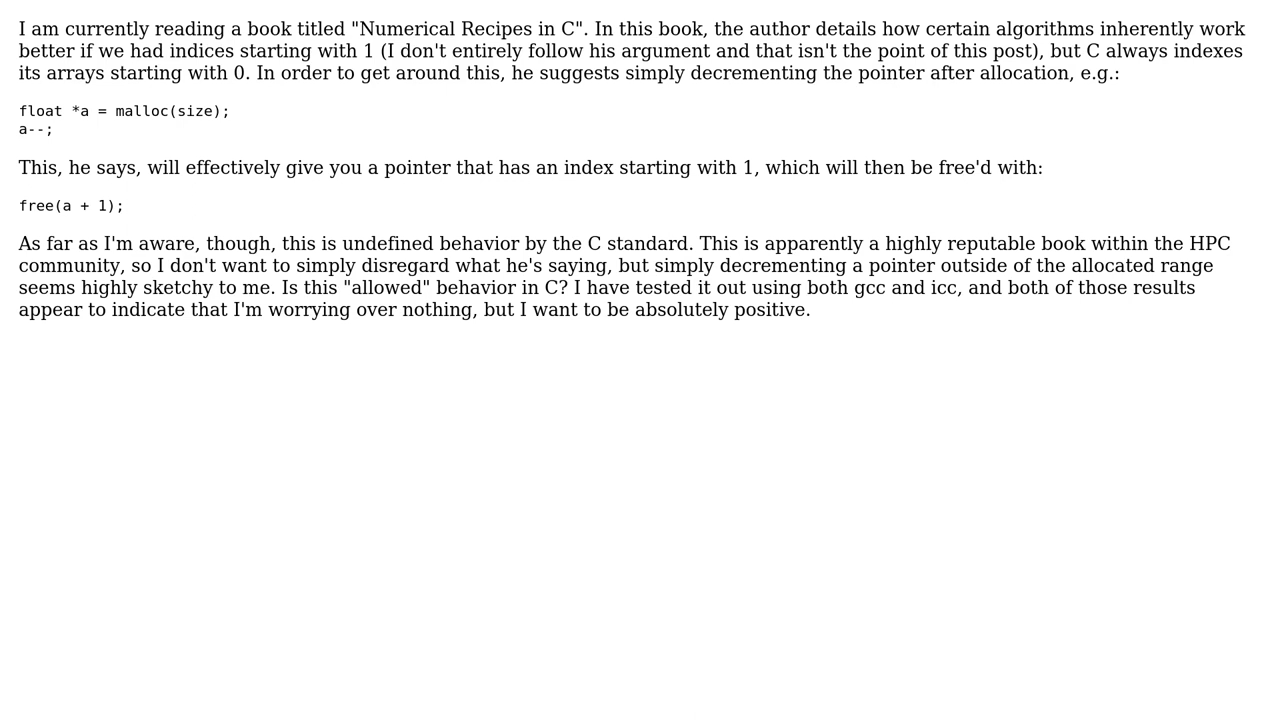 I am currently reading a book titled "Numerical Recipes in C". In this book, the author details how certain algorithms inherently work
better if we had indices starting with 1 (I don't entirely follow his argument and that isn't the point of this post), but C always indexes
its arrays starting with 0. In order to get around this, he suggests simply decrementing the pointer after allocation, e.g.:
float *a = malloc(size);
a--;
This, he says, will effectively give you a pointer that has an index starting with 1, which will then be free'd with:
free(a + 1);
As far as I'm aware, though, this is undefined behavior by the C standard. This is apparently a highly reputable book within the HPC
community, so I don't want to simply disregard what he's saying, but simply decrementing a pointer outside of the allocated range
seems highly sketchy to me. Is this "allowed" behavior in C? I have tested it out using both gcc and icc, and both of those results
appear to indicate that I'm worrying over nothing, but I want to be absolutely positive.